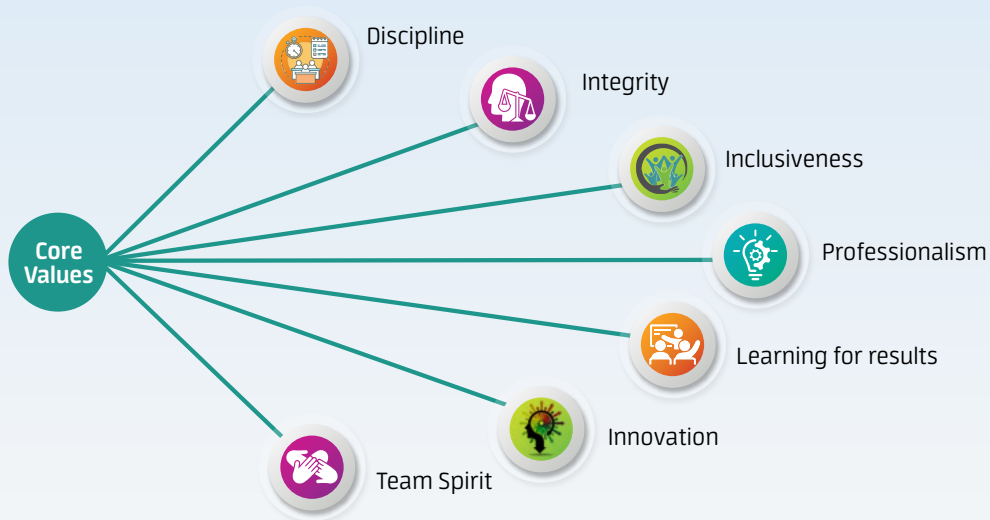 Discipline
Integrity
Inclusiveness
Core
Values
Professionalism
Learning for results
Innovation
Team Spirit